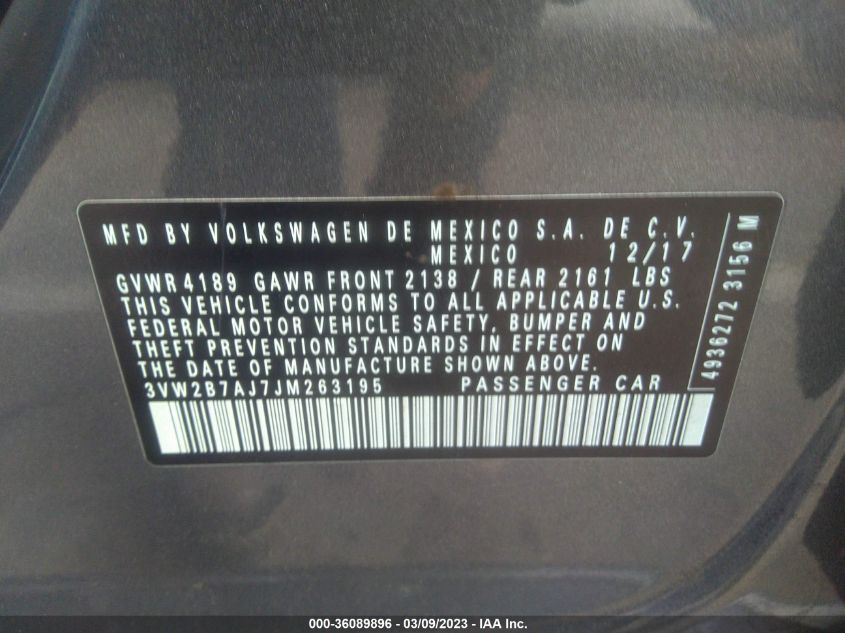 MFD BY VOLKSWAGEN DE MEXICO S.A. DE C.V.
MEXICO 12/17
GVWR 4189 GAWR FRONT 2138 / REAR 2161 LBS
THIS VEHICLE CONFORMS TO ALL APPLICABLE U.S.
FEDERAL MOTOR VEHICLE SAFETY, BUMPER AND
THEFT PREVENTION STANDARDS IN EFFECT ON
THE DATE OF MANUFACTURE SHOWN ABOVE.
3VW2B7AJ7JM263195 PASSENGER CAR
4936272 3156 M
000-36089896 - 03/09/2023 - IAA Inc.